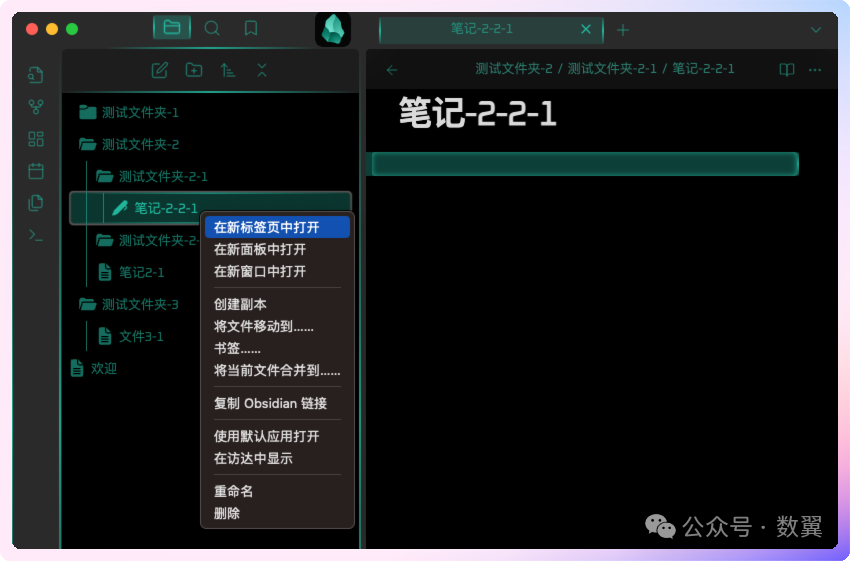 笔记-2-2-1
测试文件夹-2 / 测试文件夹-2-1 / 笔记-2-2-1
笔记-2-2-1
测试文件夹-1
测试文件夹-2
测试文件夹-2-1
笔记-2-2-1
测试文件夹-2-
笔记2-1
测试文件夹-3
文件3-1
欢迎
在新标签页中打开
在新面板中打开
在新窗口中打开
创建副本
将文件移动到……
书签……
将当前文件合并到……
复制 Obsidian 链接
使用默认应用打开
在访达中显示
重命名
删除
公众号 · 数翼